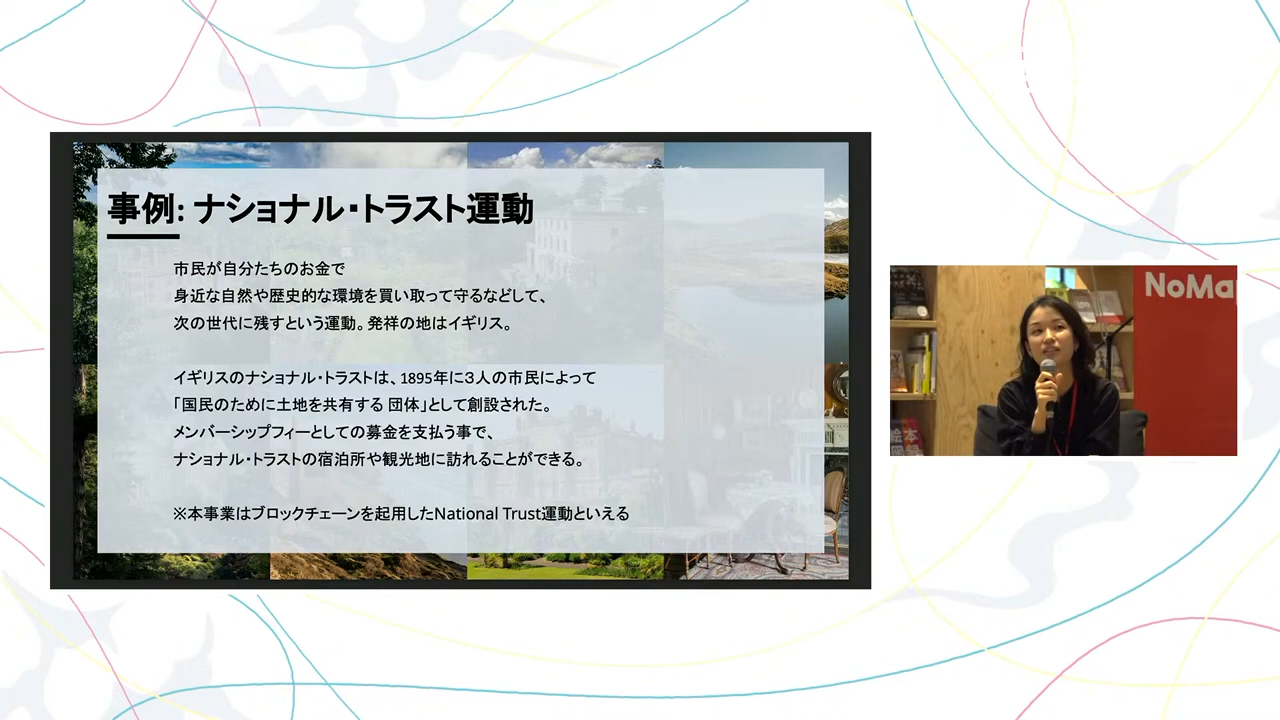 事例: ナショナル・トラスト運動
市民が自分たちのお金で
身近な自然や歴史的な環境を買い取って守るなどして、
次の世代に残すという運動。発祥の地はイギリス。
イギリスのナショナル・トラストは、1895年に3人の市民によって
「国民のために土地を共有する 団体」として創設された。
メンバーシップフィーとしての募金を支払う事で、
ナショナル・トラストの宿泊所や観光地に訪れることができる。
※本事業はブロックチェーンを起用したNational Trust運動といえる
NoMa
絵本